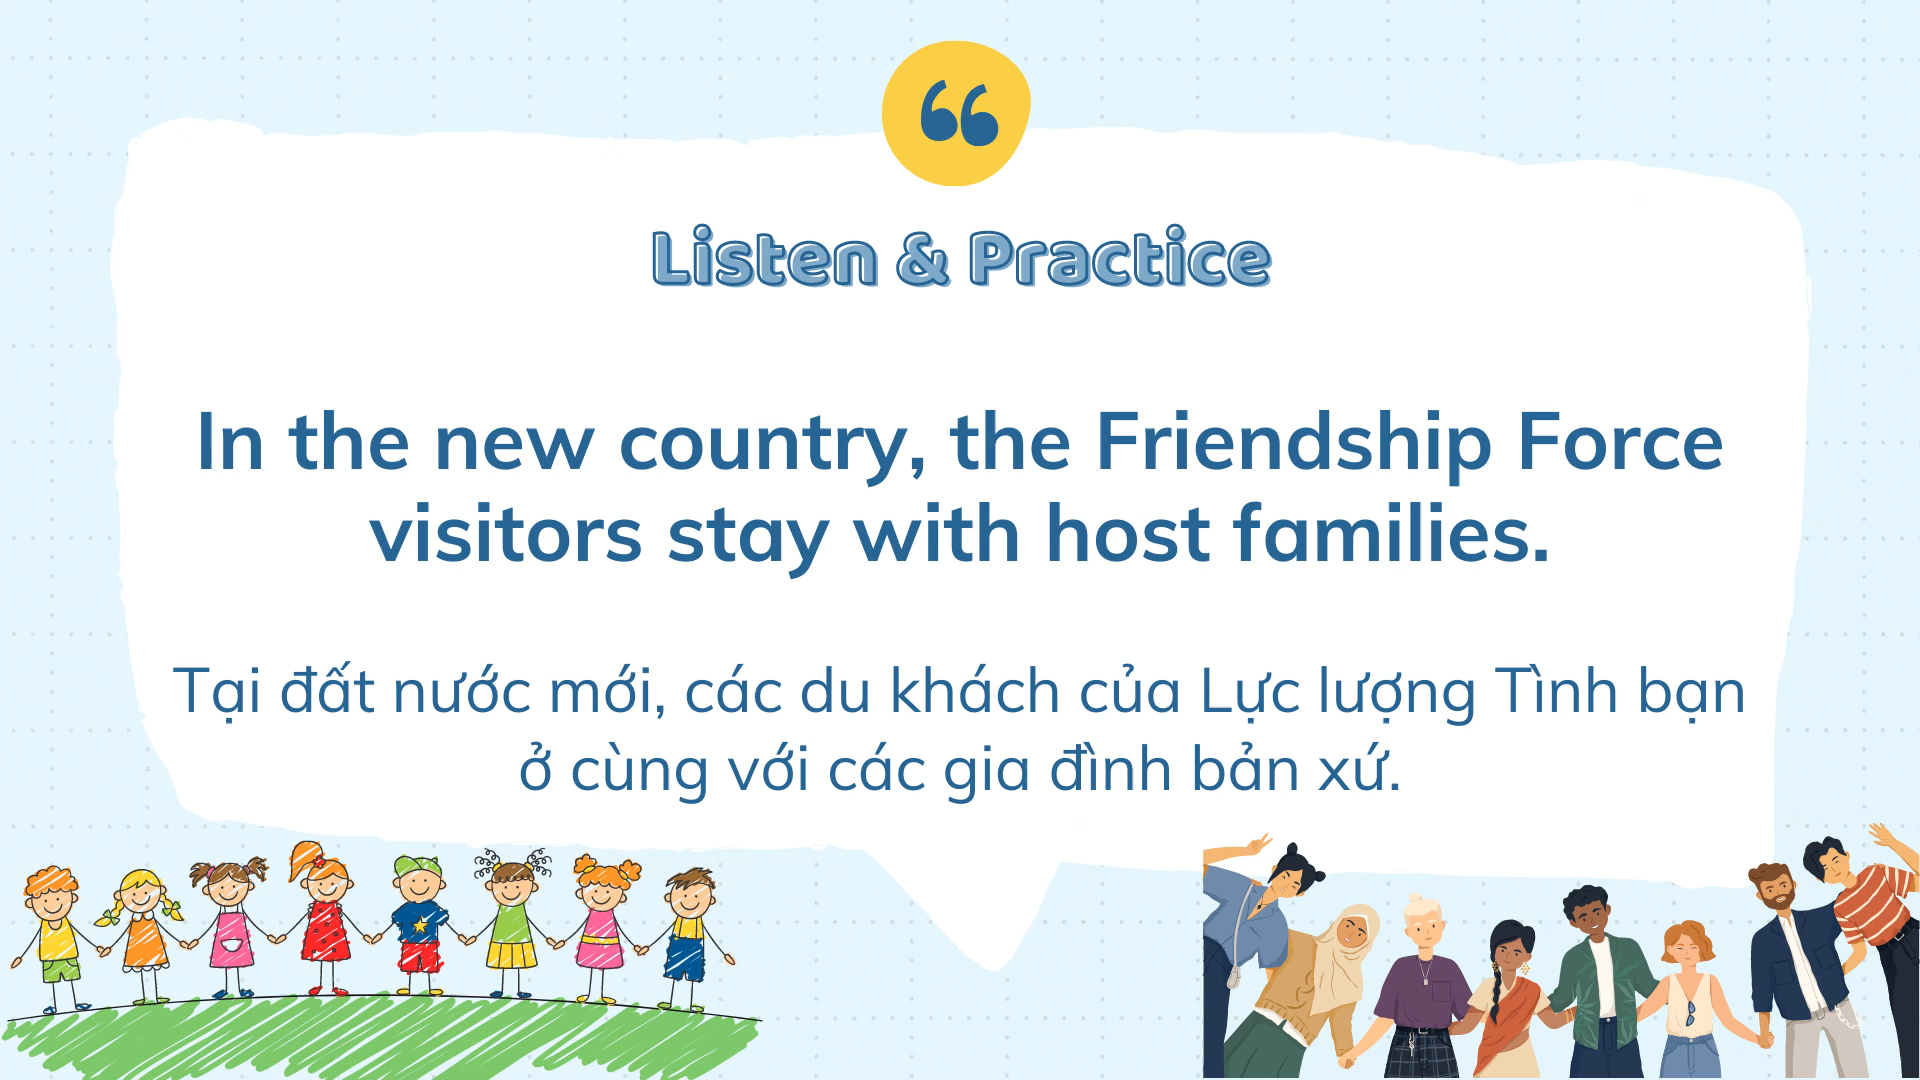 ❝
Listen & Practice
In the new country, the Friendship Force
visitors stay with host families.
Tại đất nước mới, các du khách của Lực lượng Tình bạn
ở cùng với các gia đình bản xứ.